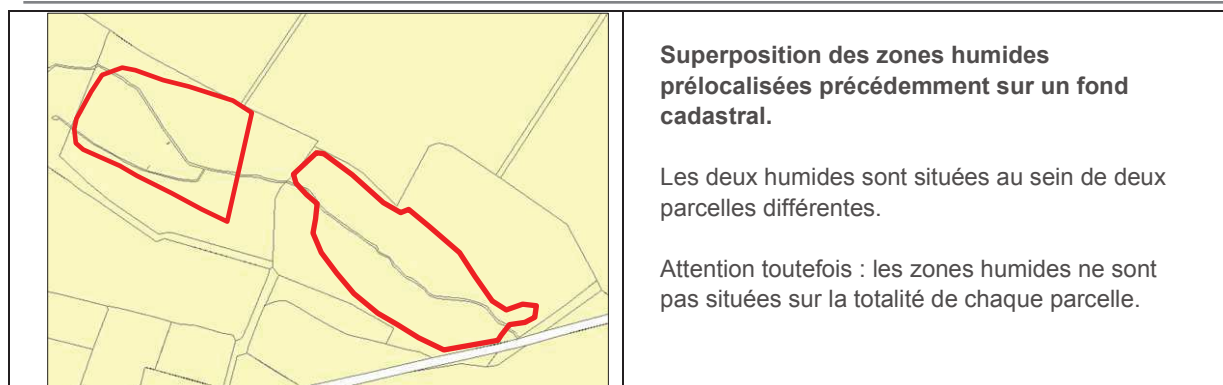 Superposition des zones humides
prélocalisées précédemment sur un fond
cadastral.
Les deux humides sont situées au sein de deux
parcelles différentes.
Attention toutefois : les zones humides ne sont
pas situées sur la totalité de chaque parcelle.